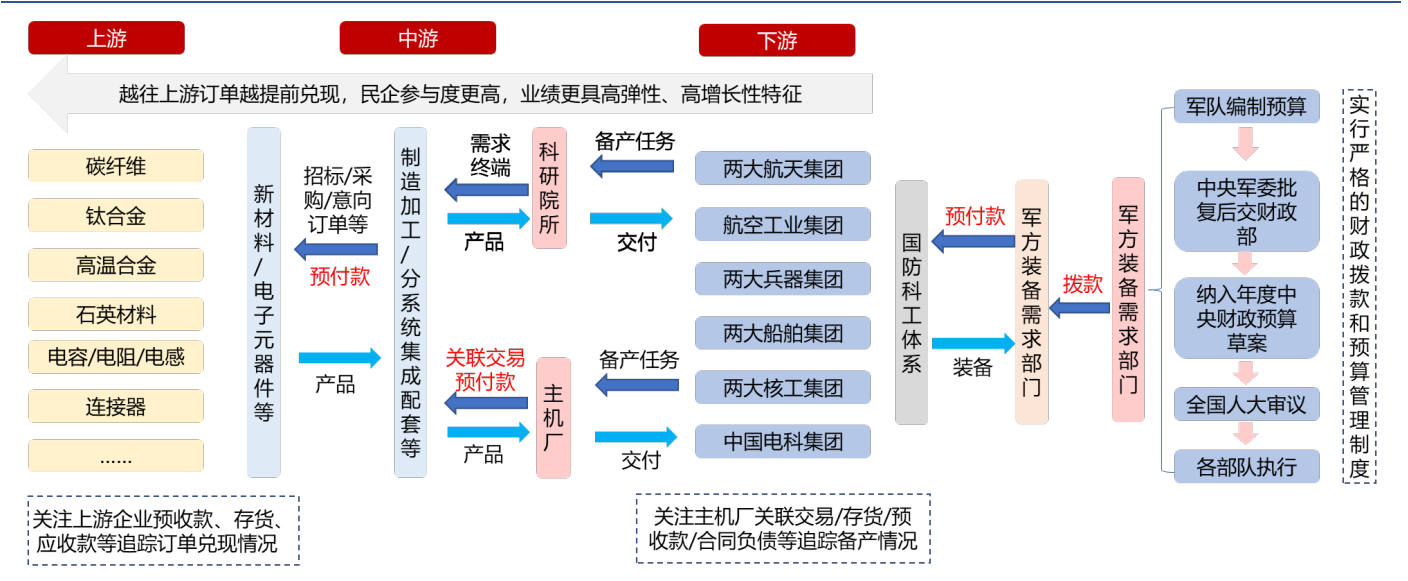 上游
中游
下游
越往上游订单越提前兑现，民企参与度更高，业绩更具高弹性、高增长性特征
碳纤维
钛合金
高温合金
石英材料
电容/电阻/电感
连接器
……
新材料/电子元器件等
招标/采
购/意向
订单等
预付款
产品
制造加工/分系统集成配套等
需求
终端
产品
科研院所
备产任务
交付
关联交易
预付款
产品
主机厂
备产任务
交付
两大航天集团
航空工业集团
两大兵器集团
两大船舶集团
两大核工集团
中国电科集团
国防科工体系
预付款
装备
军方装备需求部门
拨款
军方装备需求部门
军队编制预算
中央军委批
复后交财政
部
纳入年度中
央财政预算
草案
全国人大审议
各部队执行
实行严格的财政拨款和预算管理制度
关注上游企业预收款、存货、
应收款等追踪订单兑现情况
关注主机厂关联交易/存货/预
收款/合同负债等追踪备产情况